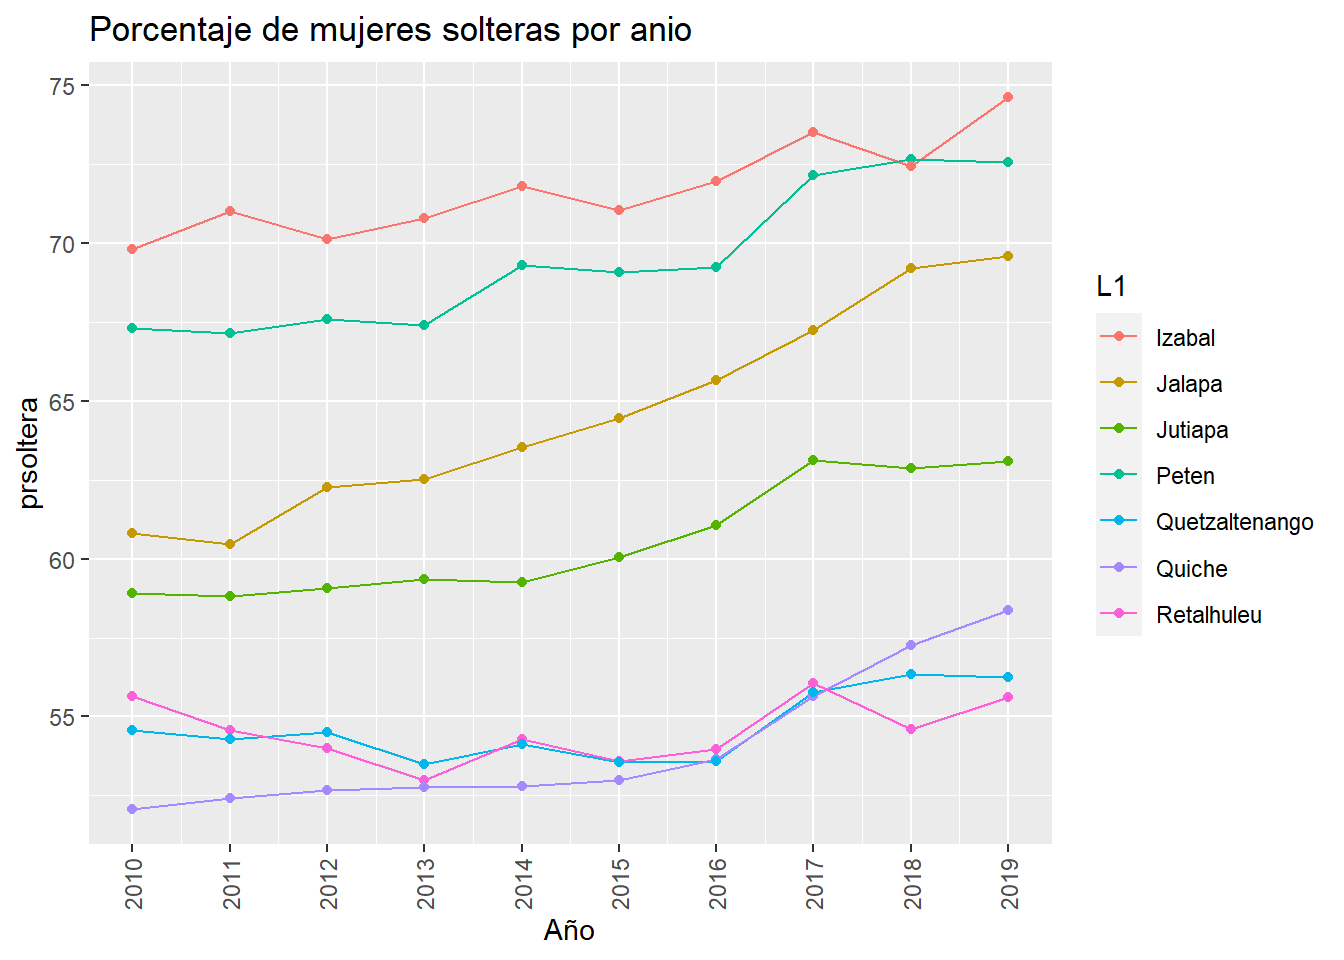 Porcentaje de mujeres solteras por anio
75
70
65
60
55
prsoltera
2010
2011
2012
2013
2014
2015
2016
2017
2018
2019
Año
L1
Izabal
Jalapa
Jutiapa
Peten
Quetzaltenango
Quiche
Retalhuleu